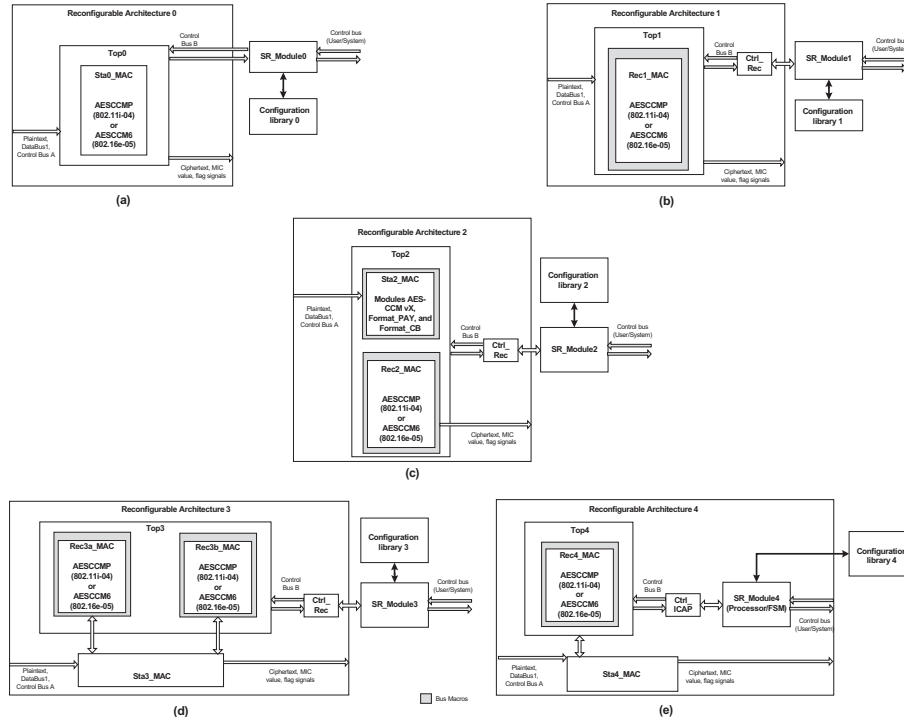 Reconfigurable Architecture 0
Top0
Sta0_MAC
AESCCMP
(802.11i-04)
or
AESCCM6
(802.16e-05)
Plaintext,
DataBus1,
Control Bus A
Ciphertext, MIC
value, flag signals
Control
Bus B
SR_Module0
Control bus
(User/System)
Configuration
library 0
(a)
Reconfigurable Architecture 1
Top1
Rec1_MAC
AESCCMP
(802.11i-04)
or
AESCCM6
(802.16e-05)
Plaintext,
DataBus1,
Control Bus A
Ciphertext, MIC
value, flag signals
Control
Bus B
Ctrl_
Rec
SR_Module1
Control bus
(User/System)
Configuration
library 1
(b)
Reconfigurable Architecture 2
Top2
Sta2_MAC
Modules AES-
CCM vX,
Format_PAY, and
Format_CB
Rec2_MAC
AESCCMP
(802.11i-04)
or
AESCCM6
(802.16e-05)
Plaintext,
DataBus1,
Control Bus A
Control
Bus B
Ctrl_
Rec
Ciphertext, MIC
value, flag signals
Configuration
library 2
SR_Module2
Control bus
(User/System)
(c)
Reconfigurable Architecture 3
Top3
Rec3a_MAC
AESCCMP
(802.11i-04)
or
AESCCM6
(802.16e-05)
Rec3b_MAC
AESCCMP
(802.11i-04)
or
AESCCM6
(802.16e-05)
Control
Bus B
Ctrl_
Rec
Configuration
library 3
SR_Module3
Control bus
(User/System)
Plaintext,
DataBus1,
Control Bus A
Sta3_MAC
Ciphertext, MIC
value, flag signals
(d)
Bus Macros
Reconfigurable Architecture 4
Top4
Rec4_MAC
AESCCMP
(802.11i-04)
or
AESCCM6
(802.16e-05)
Control
Bus B
Ctrl_
ICAP
SR_Module4
(Processor/FSM)
Configuration
library 4
Control bus
(User/System)
Plaintext,
DataBus1,
Control Bus A
Sta4_MAC
Ciphertext, MIC
value, flag signals
(e)